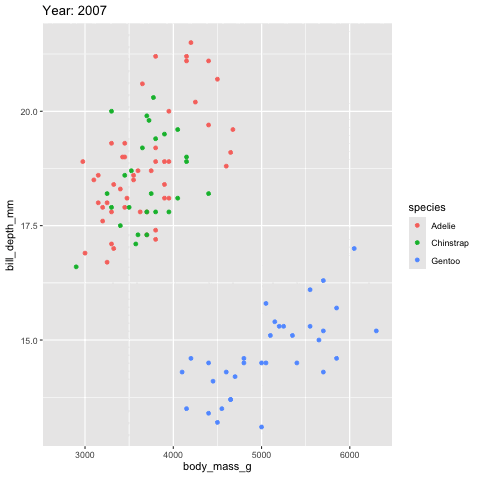 Year: 2007
20.0
17.5
15.0
bill_depth_mm
3000 4000 5000 6000
body_mass_g
species
Adelie
Chinstrap
Gentoo